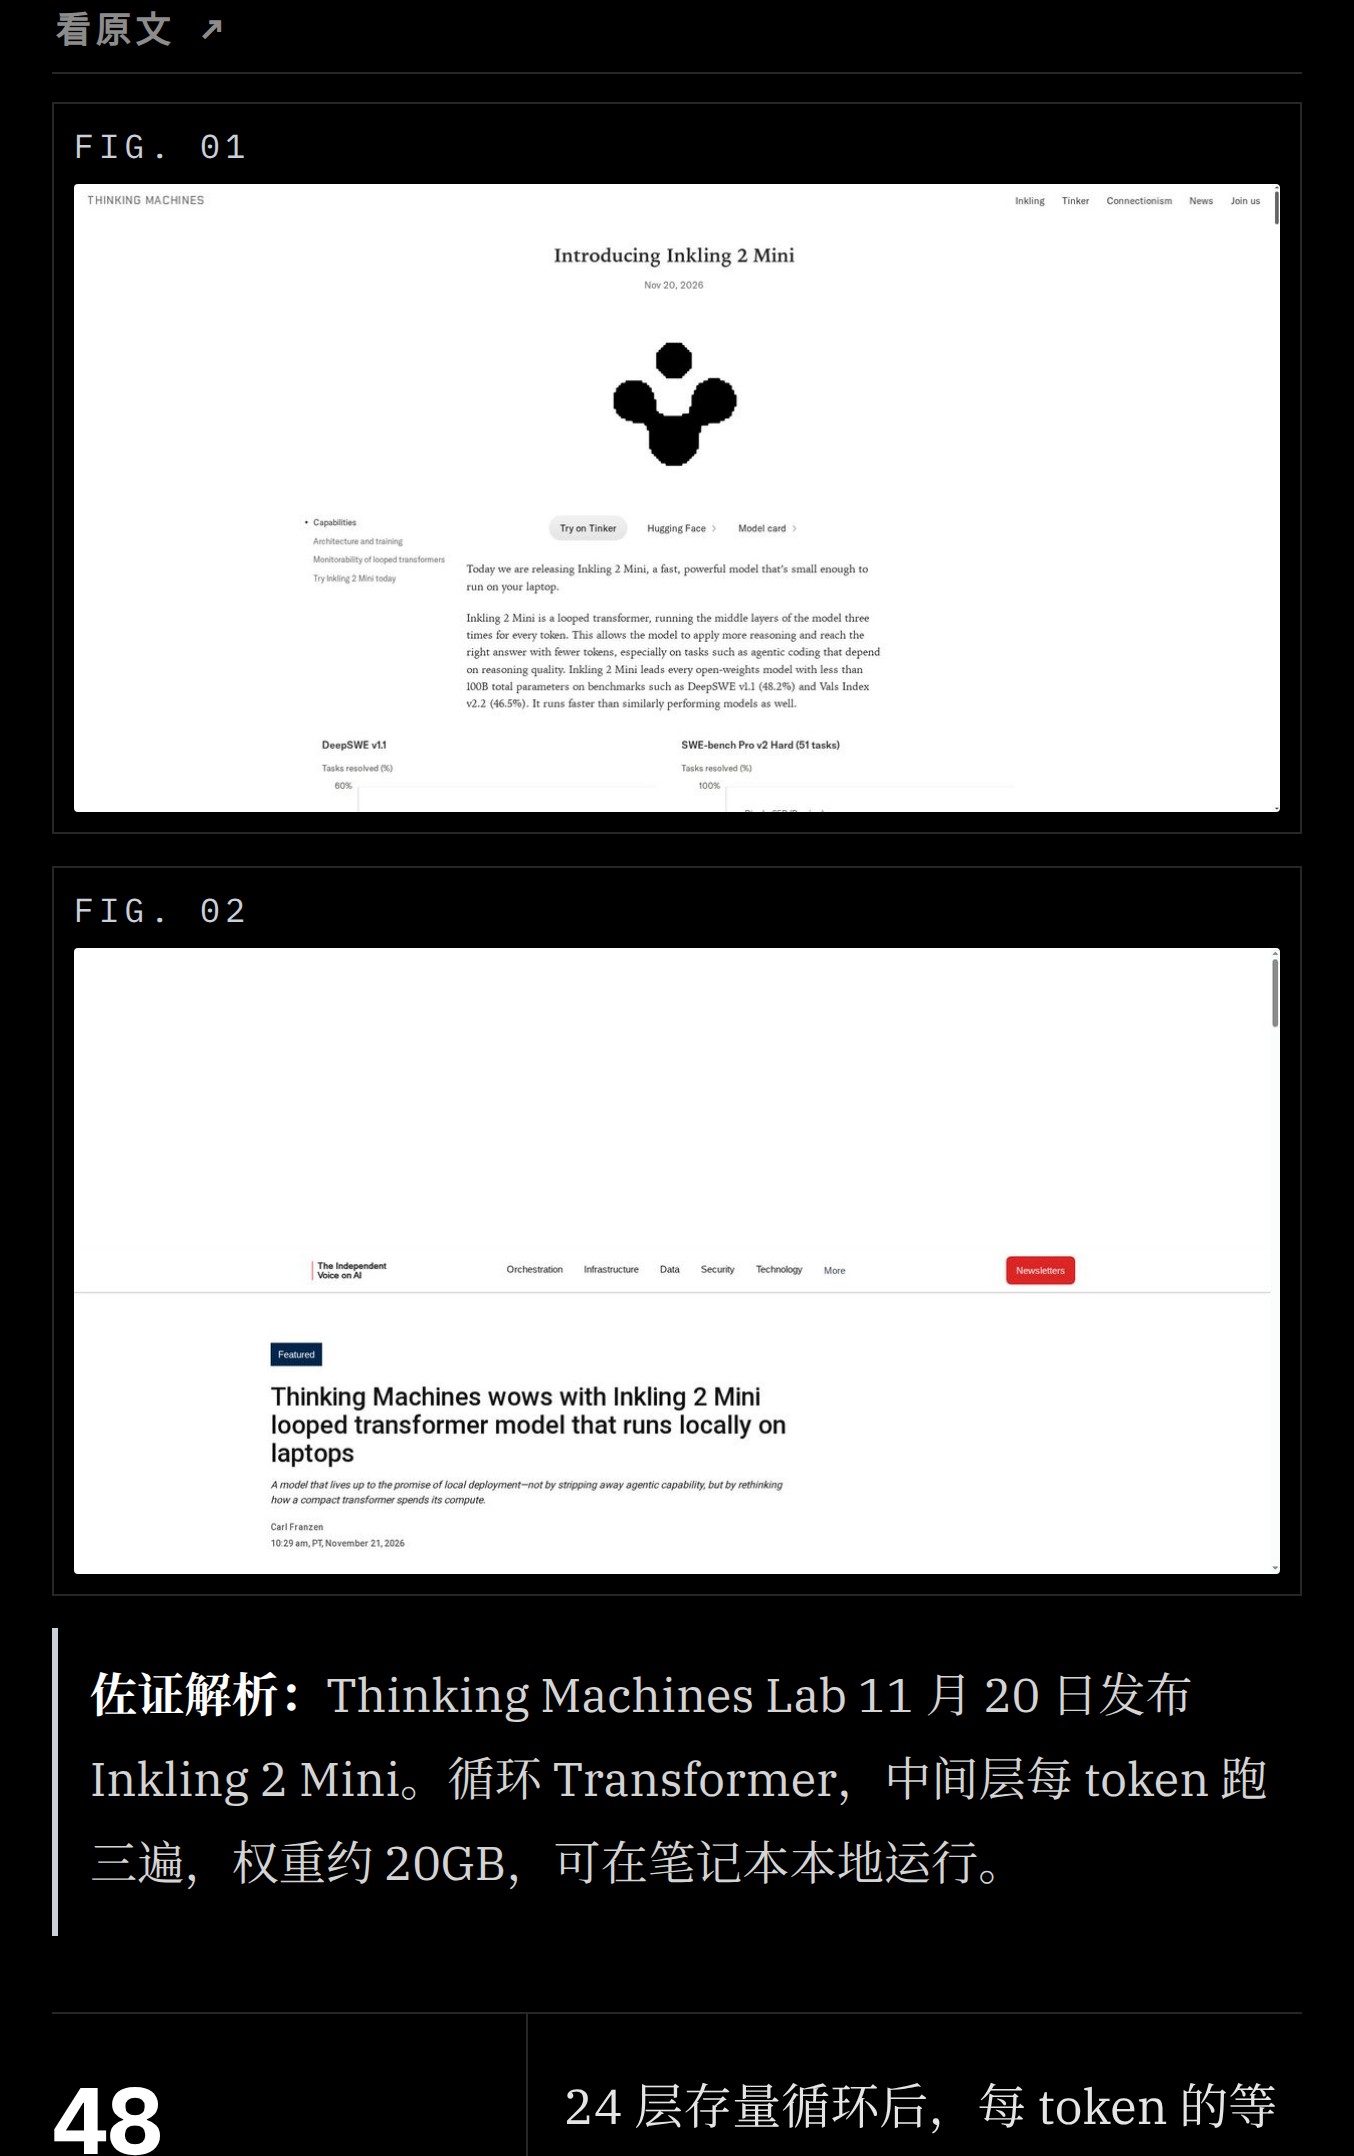 看原文 ↗
FIG. 01
THINKING MACHINES
Inkling Tinker Connectionism News Join us
Introducing Inkling 2 Mini
Nov 20, 2026
Try on Tinker Hugging Face › Model card ›
• Capabilities
Architecture and training
Monitorability of looped transformers
Try Inkling 2 Mini today
Today we are releasing Inkling 2 Mini, a fast, powerful model that's small enough to
run on your laptop.
Inkling 2 Mini is a looped transformer, running the middle layers of the model three
times for every token. This allows the model to apply more reasoning and reach the
right answer with fewer tokens, especially on tasks such as agentic coding that depend
on reasoning quality. Inkling 2 Mini leads every open-weights model with less than
100B total parameters on benchmarks such as DeepSWE v1.1 (48.2%) and Vals Index
v2.2 (46.5%). It runs faster than similarly performing models as well.
DeepSWE v1.1
Tasks resolved (%)
60%
SWE-bench Pro v2 Hard (51 tasks)
Tasks resolved (%)
100%
FIG. 02
The Independent
Voice on AI
Orchestration Infrastructure Data Security Technology More
Newsletters
Featured
Thinking Machines wows with Inkling 2 Mini
looped transformer model that runs locally on
laptops
A model that lives up to the promise of local deployment—not by stripping away agentic capability, but by rethinking
how a compact transformer spends its compute.
Carl Franzen
10:29 am, PT, November 21, 2026
佐证解析：Thinking Machines Lab 11 月 20 日发布
Inkling 2 Mini。循环 Transformer，中间层每 token 跑
三遍，权重约 20GB，可在笔记本本地运行。
48
24 层存量循环后，每 token 的等